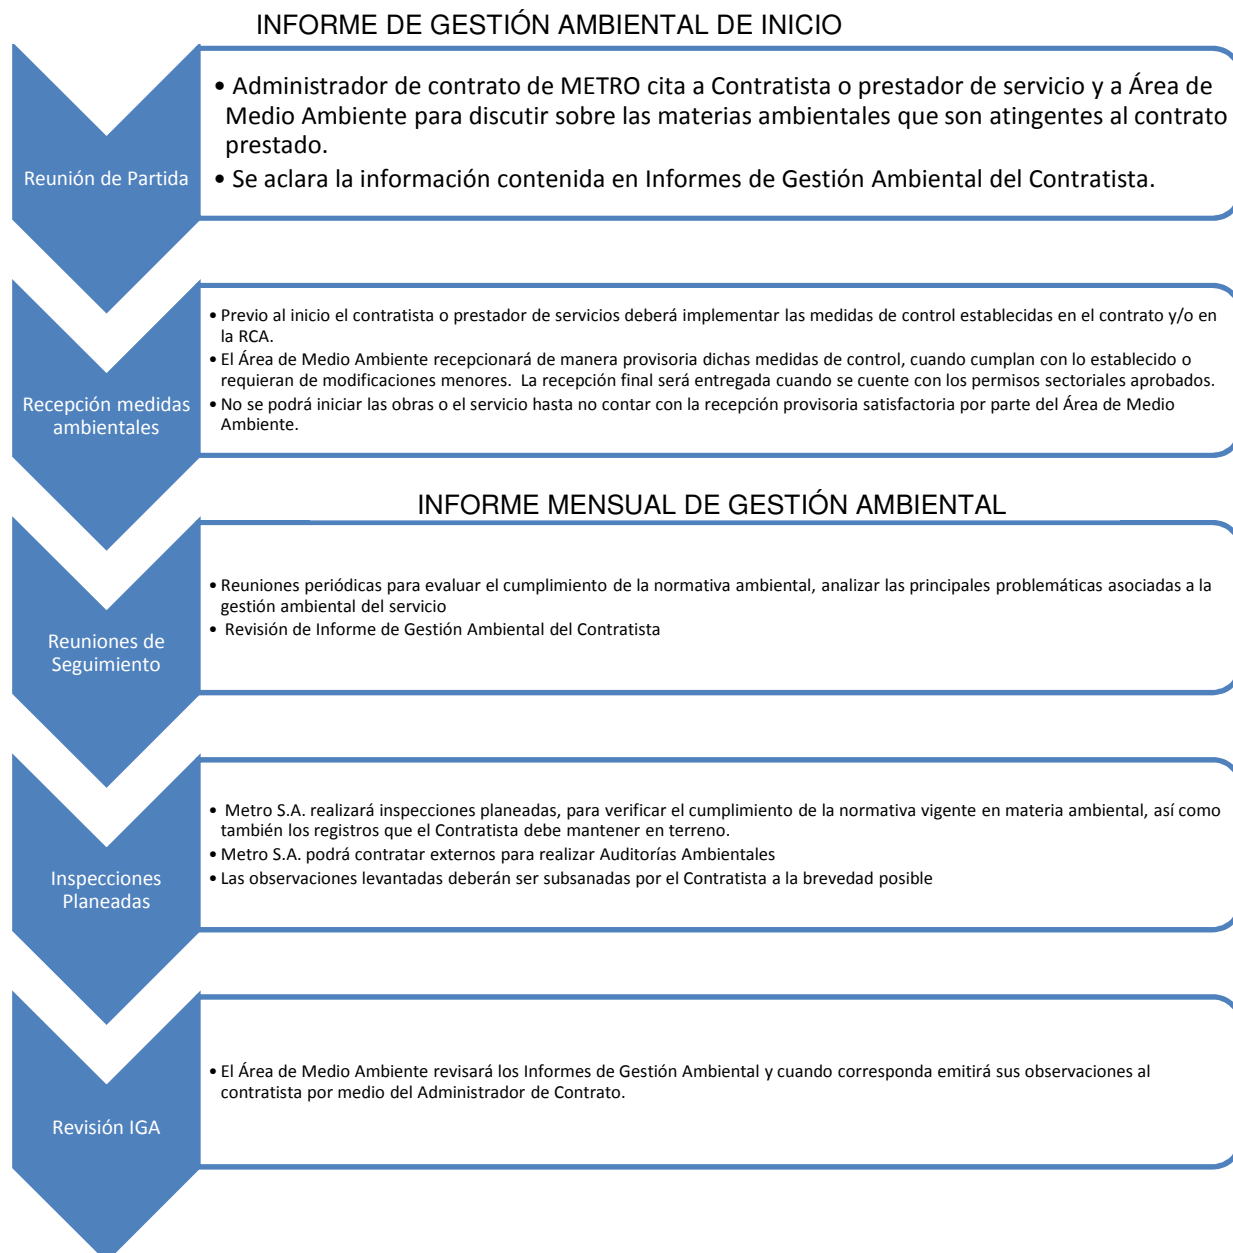 INFORME DE GESTIÓN AMBIENTAL DE INICIO
Reunión de Partida
• Administrador de contrato de METRO cita a Contratista o prestador de servicio y a Área de
Medio Ambiente para discutir sobre las materias ambientales que son atingentes al contrato
prestado.
• Se aclara la información contenida en Informes de Gestión Ambiental del Contratista.
Recepción medidas
ambientales
• Previo al inicio el contratista o prestador de servicios deberá implementar las medidas de control establecidas en el contrato y/o en
la RCA.
• El Área de Medio Ambiente recepcionará de manera provisoria dichas medidas de control, cuando cumplan con lo establecido o
requieran de modificaciones menores. La recepción final será entregada cuando se cuente con los permisos sectoriales aprobados.
• No se podrá iniciar las obras o el servicio hasta no contar con la recepción provisoria satisfactoria por parte del Área de Medio
Ambiente.
INFORME MENSUAL DE GESTIÓN AMBIENTAL
Reuniones de
Seguimiento
• Reuniones periódicas para evaluar el cumplimiento de la normativa ambiental, analizar las principales problemáticas asociadas a la
gestión ambiental del servicio
• Revisión de Informe de Gestión Ambiental del Contratista
Inspecciones
Planeadas
• Metro S.A. realizará inspecciones planeadas, para verificar el cumplimiento de la normativa vigente en materia ambiental, así como
también los registros que el Contratista debe mantener en terreno.
• Metro S.A. podrá contratar externos para realizar Auditorías Ambientales
• Las observaciones levantadas deberán ser subsanadas por el Contratista a la brevedad posible
Revisión IGA
• El Área de Medio Ambiente revisará los Informes de Gestión Ambiental y cuando corresponda emitirá sus observaciones al
contratista por medio del Administrador de Contrato.